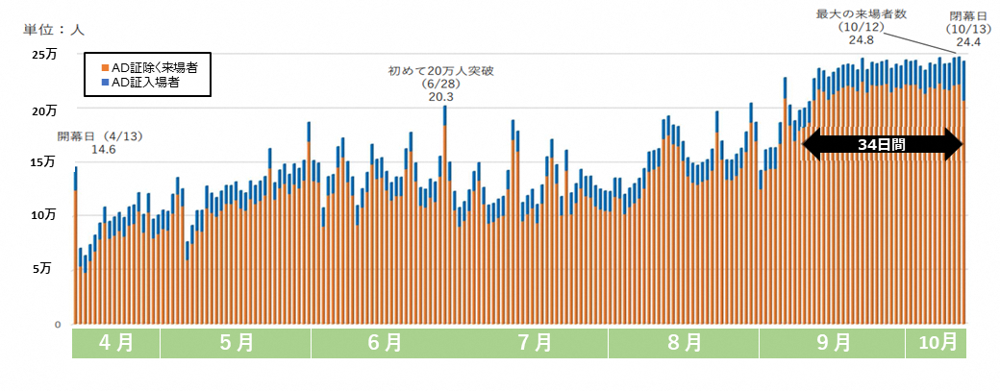 単位：人
最大の来場者数
（10/12）
24.8
閉幕日
（10/13）
24.4
25万
AD証除く来場者
AD証入場者
初めて20万人突破
（6/28）
20.3
20万
開幕日（4/13）
14.6
34日間
15万
10万
5万
0
4月
5月
6月
7月
8月
9月
10月